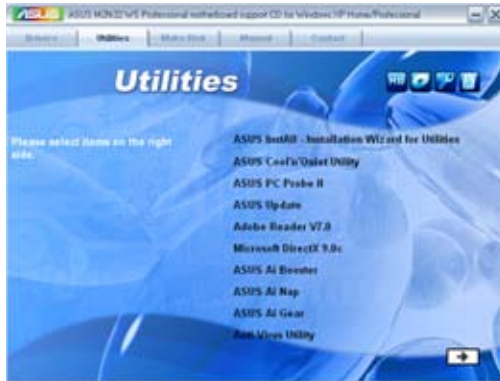 ASUS M2N32 WS Professional motherboard support CD for Windows XP Home/Professional
Drivers Utilities Make Disk Manual Contact
Utilities
Please select items on the right side.
ASUS InstAll - Installation Wizard for Utilities
ASUS Cool'n'Quiet Utility
ASUS PC Probe II
ASUS Update
Adobe Reader V7.0
Microsoft DirectX 9.0c
ASUS Ai Booster
ASUS AI Nap
ASUS AI Gear
Anti Virus Utility